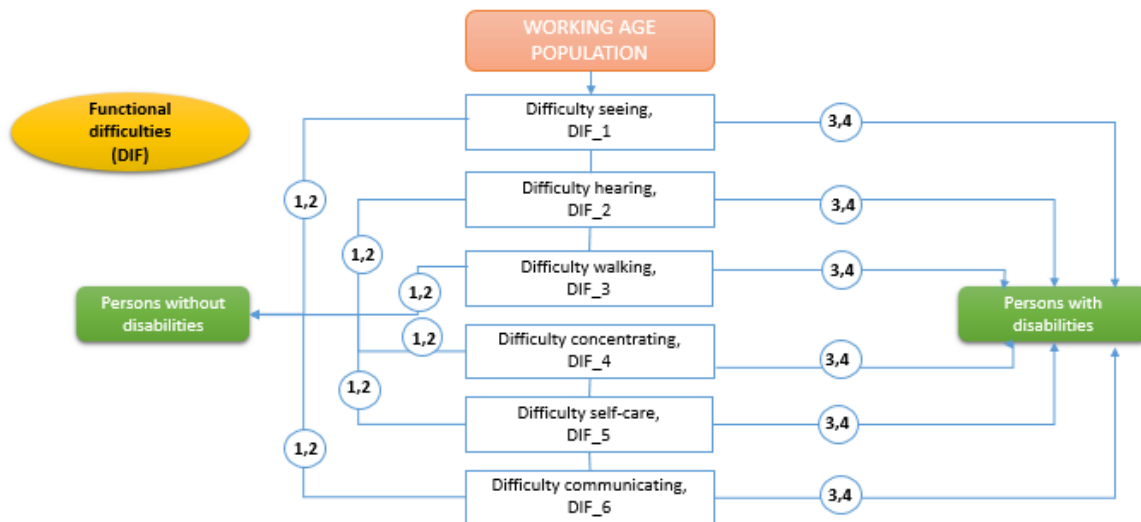 WORKING AGE
POPULATION
Functional
difficulties
(DIF)
Difficulty seeing,
DIF_1
3,4
1,2
Difficulty hearing,
DIF_2
3,4
1,2
Difficulty walking,
DIF_3
3,4
1,2
Persons without
disabilities
Persons with
disabilities
1,2
Difficulty concentrating,
DIF_4
3,4
1,2
Difficulty self-care,
DIF_5
3,4
1,2
Difficulty communicating,
DIF_6
3,4